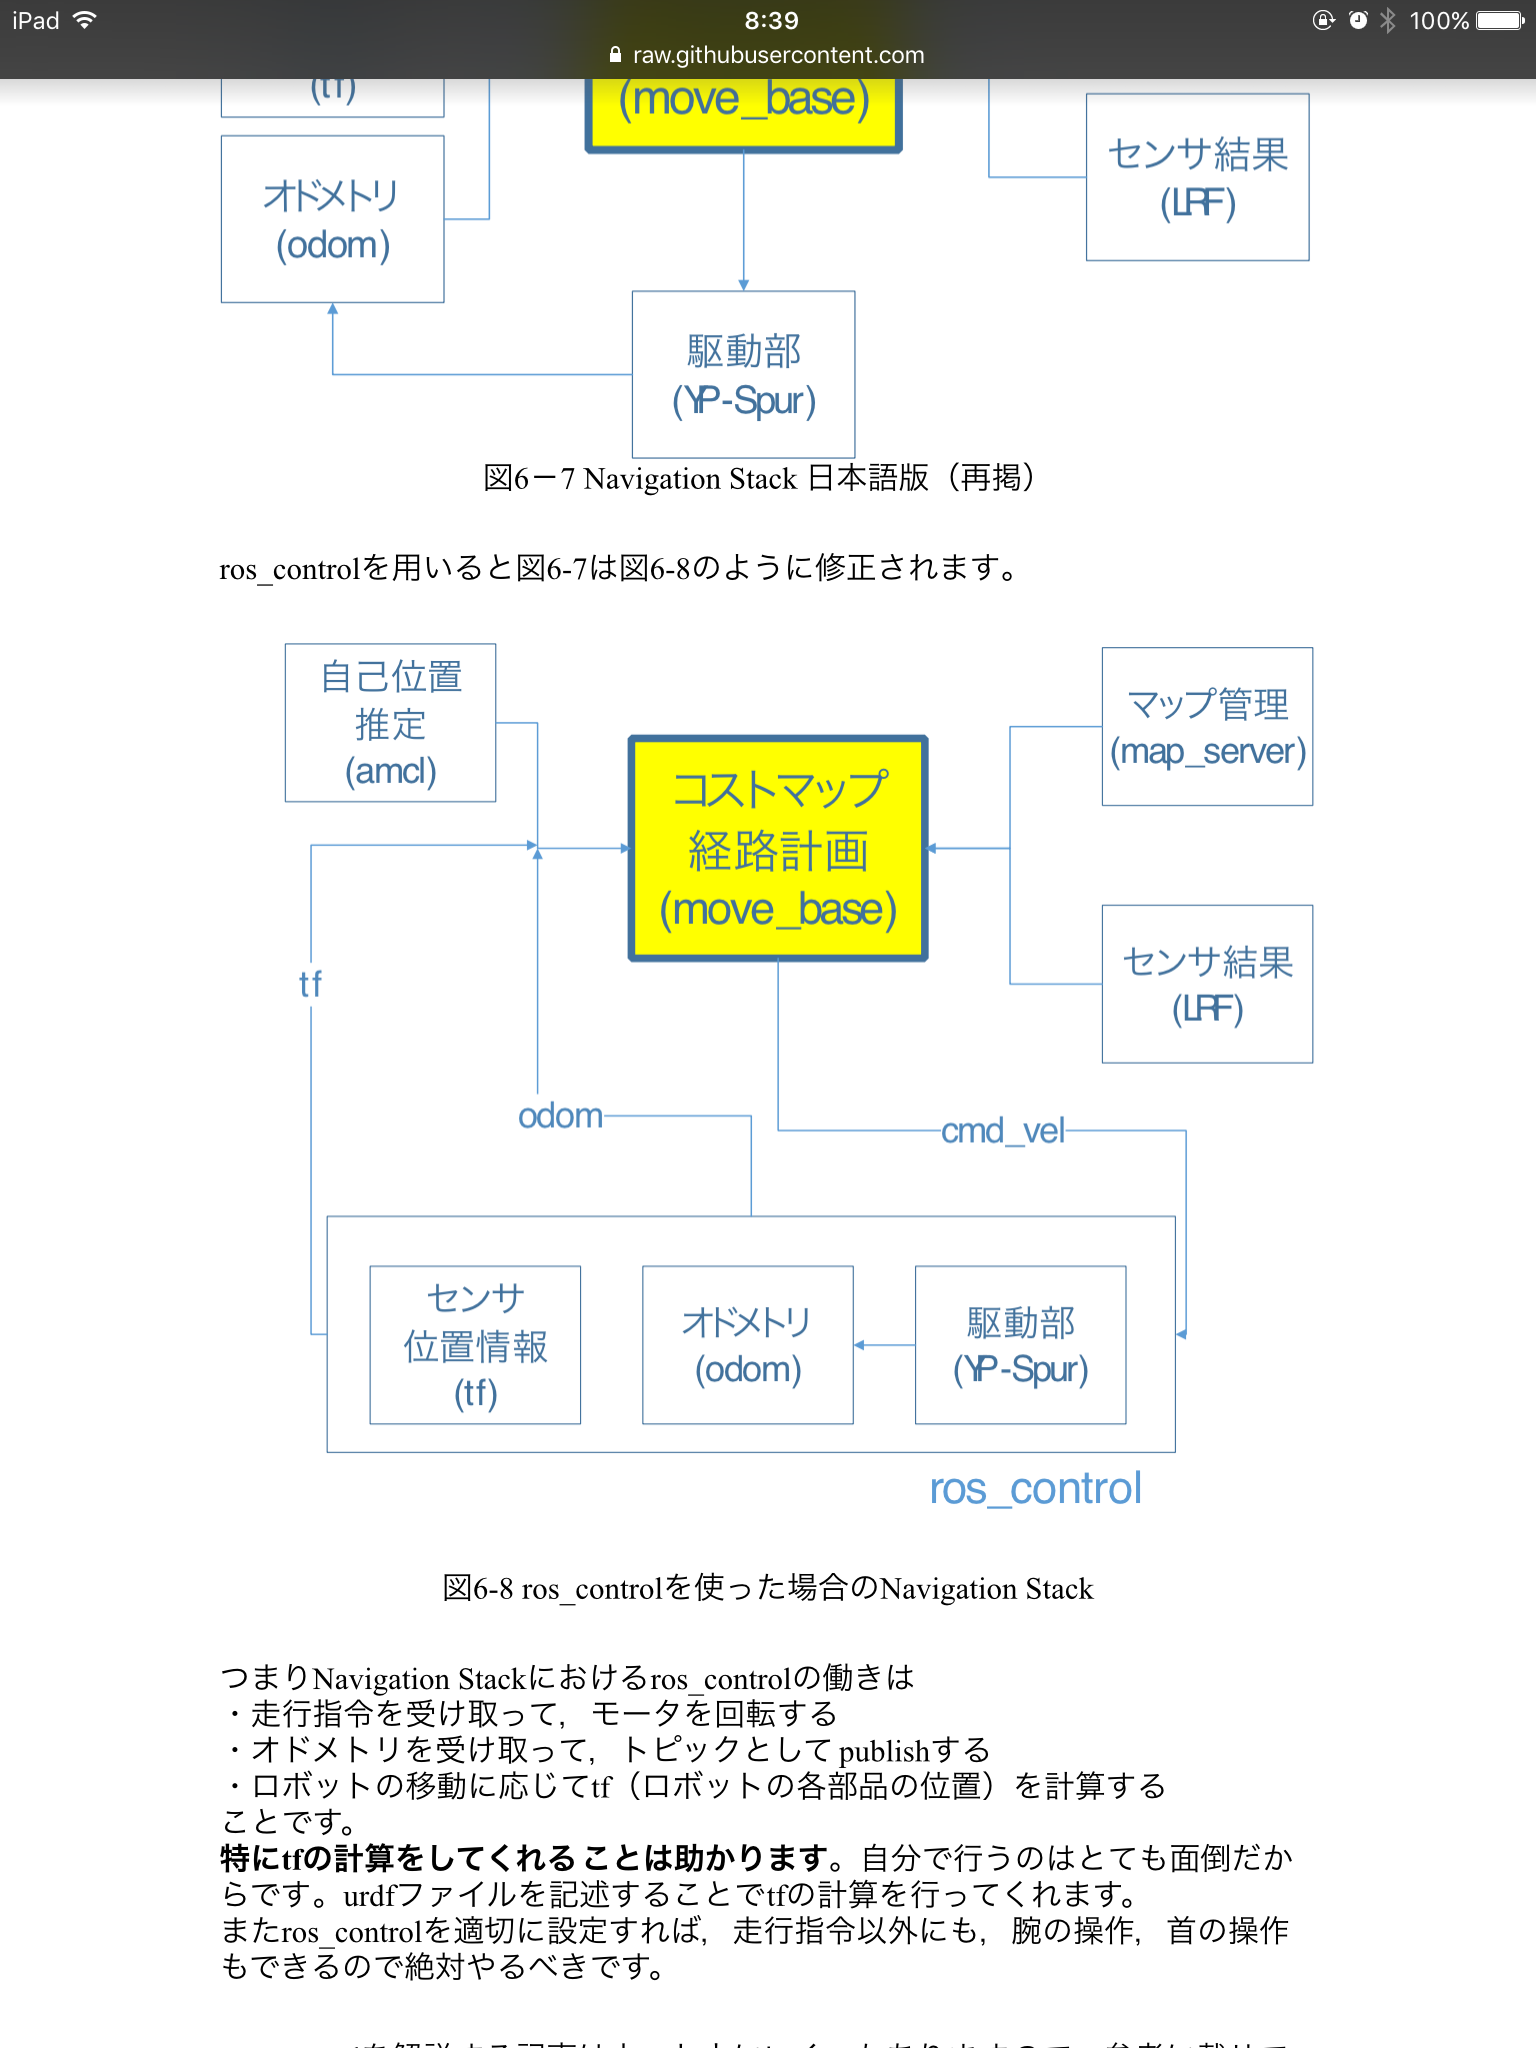 iPad 8:39 100%
raw.githubusercontent.com
(tf)
(move_base)
オドメトリ
(odom)
センサ結果
(LRF)
駆動部
(YP-Spur)
図6－7 Navigation Stack 日本語版（再掲）
ros_controlを用いると図6-7は図6-8のように修正されます。
自己位置
推定
(amcl)
コストマップ
経路計画
(move_base)
マップ管理
(map_server)
センサ結果
(LRF)
tf
odom
cmd_vel
センサ
位置情報
(tf)
オドメトリ
(odom)
駆動部
(YP-Spur)
ros_control
図6-8 ros_controlを使った場合のNavigation Stack
つまりNavigation Stackにおけるros_controlの働きは
・走行指令を受け取って，モータを回転する
・オドメトリを受け取って，トピックとしてpublishする
・ロボットの移動に応じてtf（ロボットの各部品の位置）を計算する
ことです。
特にtfの計算をしてくれることは助かります。自分で行うのはとても面倒だか
らです。urdfファイルを記述することでtfの計算を行ってくれます。
またros_controlを適切に設定すれば，走行指令以外にも，腕の操作，首の操作
もできるので絶対やるべきです。